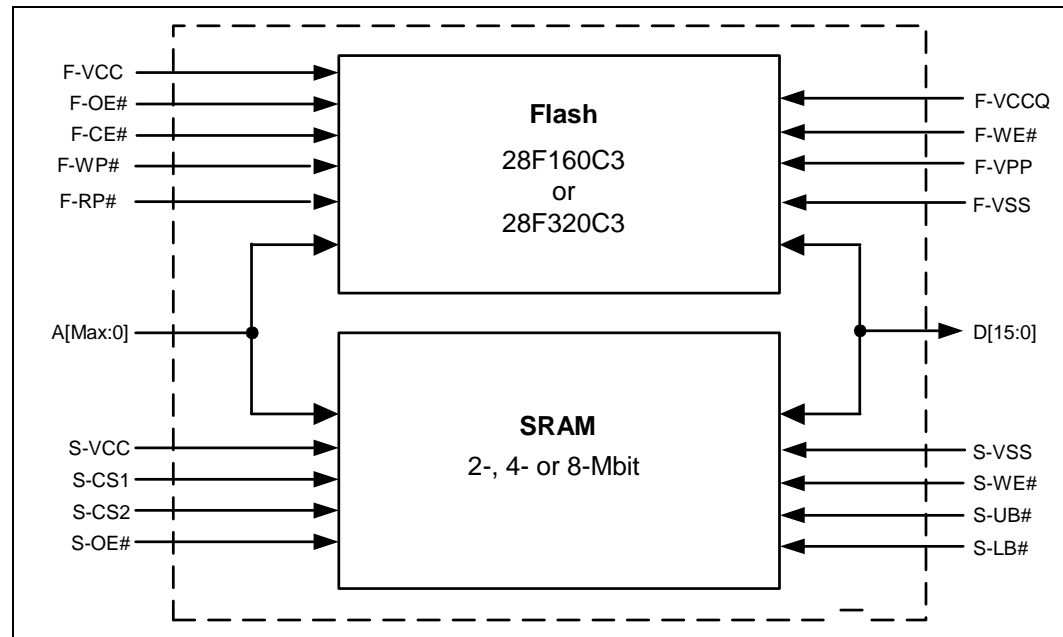 F-VCC
F-OE#
F-CE#
F-WP#
F-RP#
Flash
28F160C3
or
28F320C3
F-VCCQ
F-WE#
F-VPP
F-VSS
A[Max:0]
D[15:0]
S-VCC
S-CS1
S-CS2
S-OE#
SRAM
2-, 4- or 8-Mbit
S-VSS
S-WE#
S-UB#
S-LB#